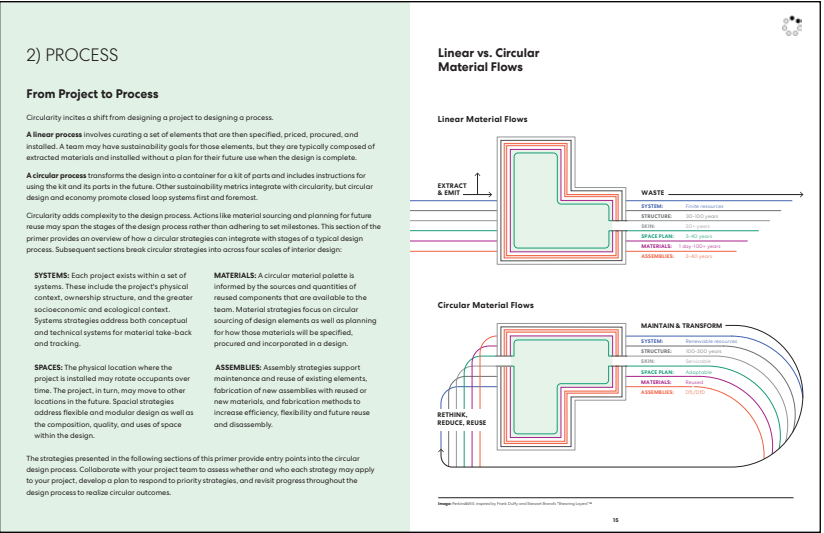 2) PROCESS
From Project to Process
Circularity incites a shift from designing a project to designing a process.
A linear process involves curating a set of elements that are then specified, priced, procured, and
installed. A team may have sustainability goals for those elements, but they are typically composed of
extracted materials and installed without a plan for their future use when the design is complete.
A circular process transforms the design into a container for a kit of parts and includes instructions for
using the kit and its parts in the future. Other sustainability metrics integrate with circularity, but circular
design and economy promote closed loop systems first and foremost.
Circularity adds complexity to the design process. Actions like material sourcing and planning for future
reuse may span the stages of the design process rather than adhering to set milestones. This section of the
primer provides an overview of how a circular strategies can integrate with stages of a typical design
process. Subsequent sections break circular strategies into across four scales of interior design:
SYSTEMS: Each project exists within a set of
systems. These include the project's physical
context, ownership structure, and the greater
socioeconomic and ecological context.
Systems strategies address both conceptual
and technical systems for material take-back
and tracking.
MATERIALS: A circular material palette is
informed by the sources and quantities of
reused components that are available to the
team. Material strategies focus on circular
sourcing of design elements as well as planning
for how those materials will be specified,
procured and incorporated in a design.
SPACES: The physical location where the
project is installed may rotate occupants over
time. The project, in turn, may move to other
locations in the future. Spatial strategies
address flexible and modular design as well as
the composition, quality, and uses of space
within the design.
ASSEMBLIES: Assembly strategies support
maintenance and reuse of existing elements,
fabrication of new assemblies with reused or
new materials, and fabrication methods to
increase efficiency, flexibility and future reuse
and disassembly.
The strategies presented in the following sections of this primer provide entry points into the circular
design process. Collaborate with your project team to assess whether and who each strategy may apply
to your project, develop a plan to respond to priority strategies, and revisit progress throughout the
design process to realize circular outcomes.
Linear vs. Circular
Material Flows
Linear Material Flows
EXTRACT
& EMIT
WASTE
SYSTEM: Finite resources
STRUCTURE: 30-100 years
SKIN: 20+ years
SPACE PLAN: 3-40 years
MATERIALS: 1 day-100+ years
ASSEMBLIES: 3-40 years
Circular Material Flows
MAINTAIN & TRANSFORM
SYSTEM: Renewable resources
STRUCTURE: 100-300 years
SKIN: Servicable
SPACE PLAN: Adaptable
MATERIALS: Reused
ASSEMBLIES: DfL/DfD
RETHINK,
REDUCE, REUSE
Image: Perkins&Will inspired by Frank Duffy and Stewart Brand's "Shearing Layers"
15